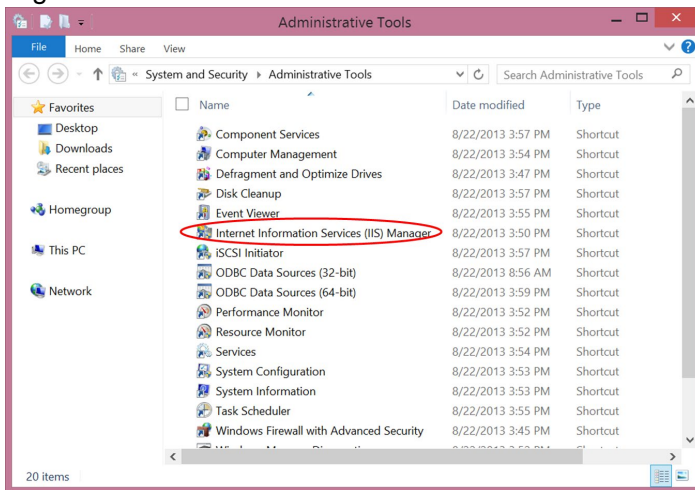 Administrative Tools
File Home Share View
« System and Security Administrative Tools Search Administrative Tools
Name Date modified Type
Favorites
Desktop
Downloads
Recent places
Homegroup
This PC
Network
Component Services 8/22/2013 3:57 PM Shortcut
Computer Management 8/22/2013 3:54 PM Shortcut
Defragment and Optimize Drives 8/22/2013 3:47 PM Shortcut
Disk Cleanup 8/22/2013 3:57 PM Shortcut
Event Viewer 8/22/2013 3:55 PM Shortcut
Internet Information Services (IIS) Manager 8/22/2013 3:50 PM Shortcut
iSCSI Initiator 8/22/2013 3:57 PM Shortcut
ODBC Data Sources (32-bit) 8/22/2013 8:56 AM Shortcut
ODBC Data Sources (64-bit) 8/22/2013 3:59 PM Shortcut
Performance Monitor 8/22/2013 3:52 PM Shortcut
Resource Monitor 8/22/2013 3:52 PM Shortcut
Services 8/22/2013 3:54 PM Shortcut
System Configuration 8/22/2013 3:53 PM Shortcut
System Information 8/22/2013 3:53 PM Shortcut
Task Scheduler 8/22/2013 3:55 PM Shortcut
Windows Firewall with Advanced Security 8/22/2013 3:45 PM Shortcut
20 items